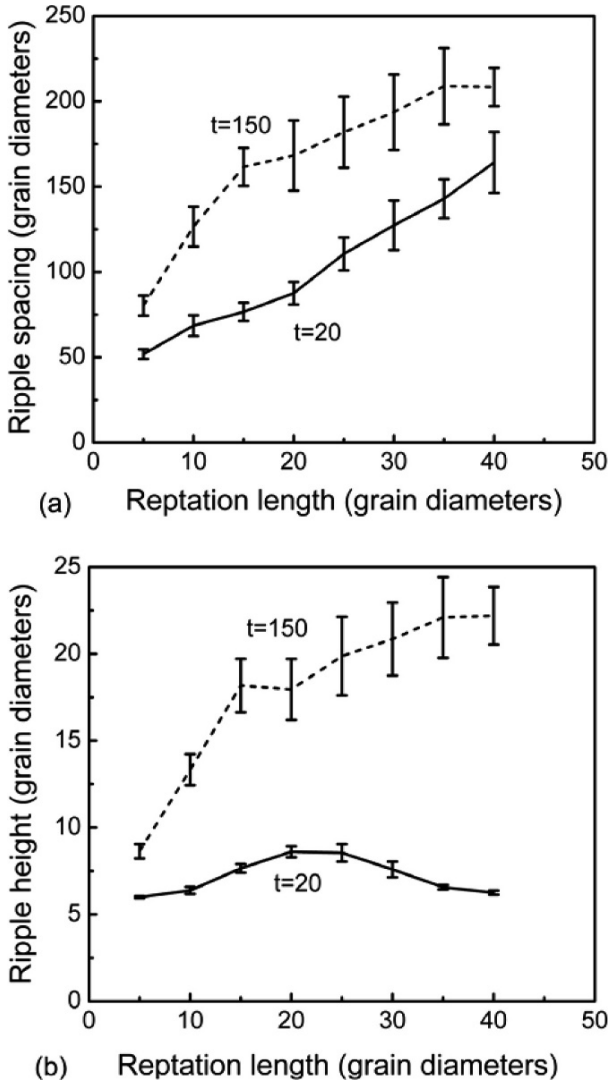 250
200
150
100
50
0
Ripple spacing (grain diameters)
t=150
t=20
0 10 20 30 40 50
(a) Reptation length (grain diameters)
25
20
15
10
5
0
Ripple height (grain diameters)
t=150
t=20
0 10 20 30 40 50
(b) Reptation length (grain diameters)